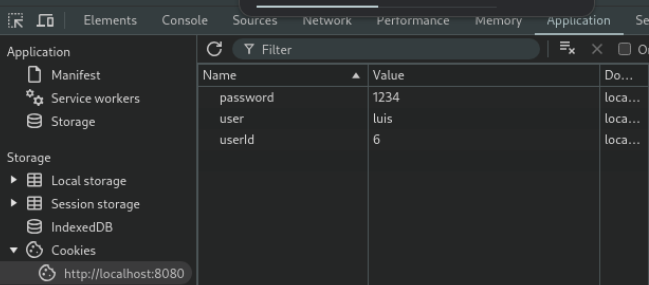 Elements Console Sources Network Performance Memory Application Se
Application
Manifest
Service workers
Storage
Storage
Local storage
Session storage
IndexedDB
Cookies
http://localhost:8080
Filter
Name Value Do...
password 1234 loca...
user luis loca...
userId 6 loca...